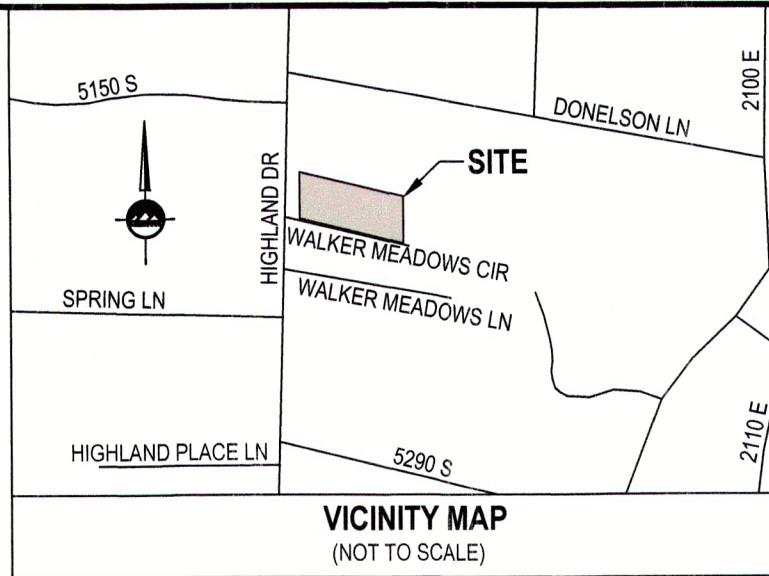 5150 S
2100 E
DONELSON LN
SITE
HIGHLAND DR
WALKER MEADOWS CIR
SPRING LN
WALKER MEADOWS LN
HIGHLAND PLACE LN
5290 S
2110 E
VICINITY MAP
(NOT TO SCALE)